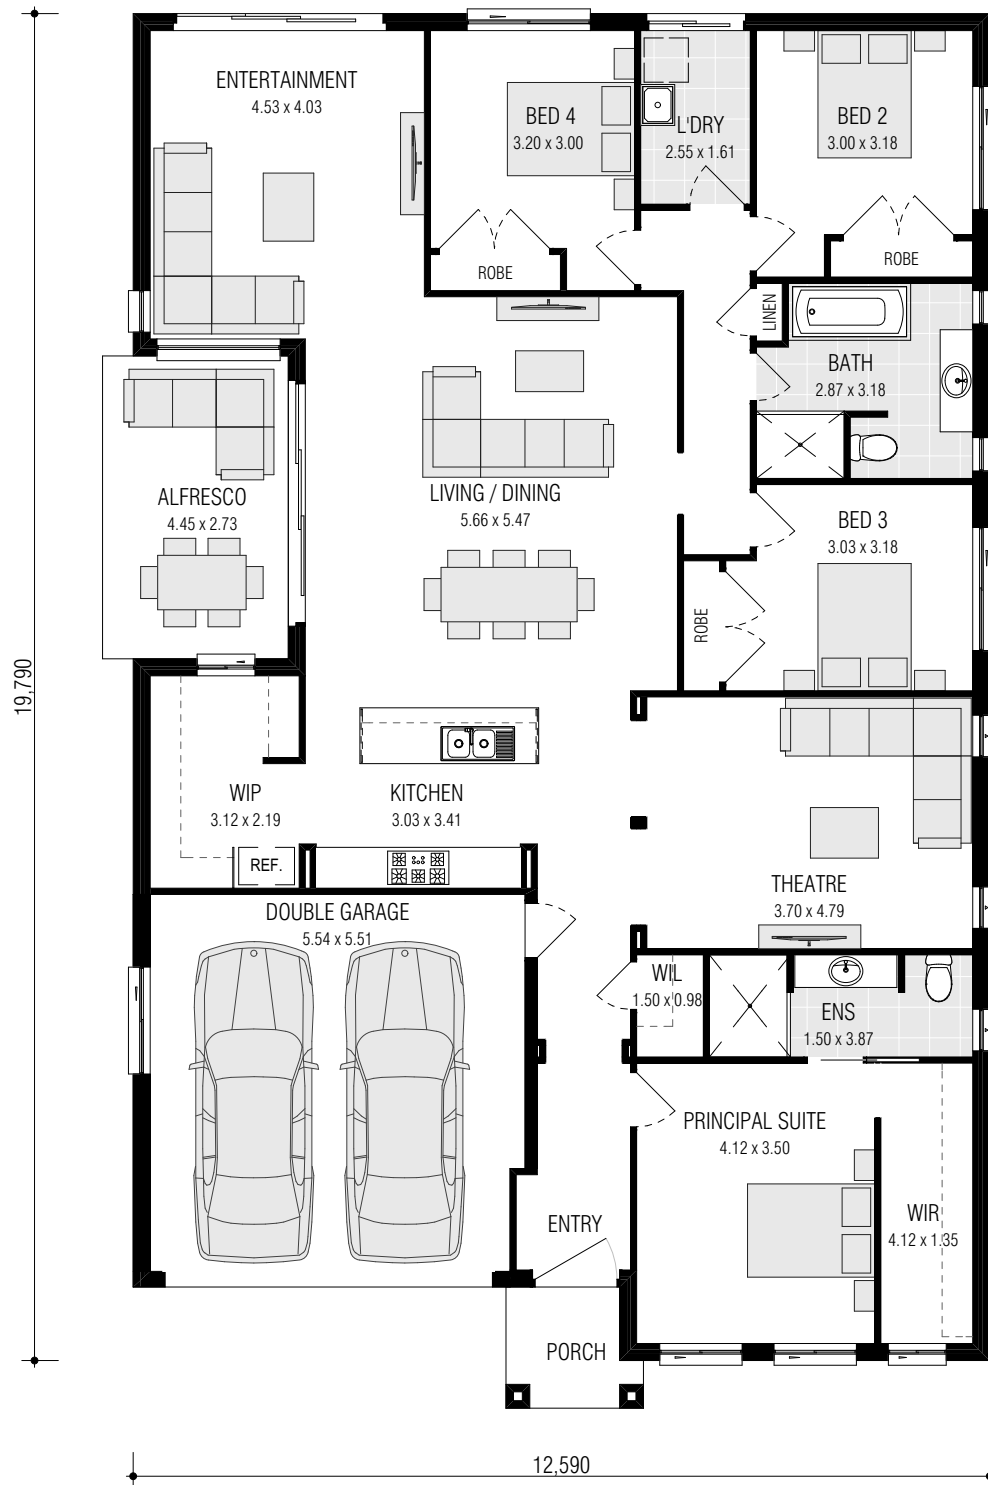 ENTERTAINMENT
4.53 x 4.03
BED 4
3.20 x 3.00
L'DRY
2.55 x 1.61
BED 2
3.00 x 3.18
ROBE
ROBE
LINEN
BATH
2.87 x 3.18
ALFRESCO
4.45 x 2.73
LIVING / DINING
5.66 x 5.47
BED 3
3.03 x 3.18
ROBE
19,790
WIP
3.12 x 2.19
KITCHEN
3.03 x 3.41
REF.
THEATRE
3.70 x 4.79
DOUBLE GARAGE
5.54 x 5.51
WIL
1.50 x 0.98
ENS
1.50 x 3.87
PRINCIPAL SUITE
4.12 x 3.50
ENTRY
WIR
4.12 x 1.35
PORCH
12,590